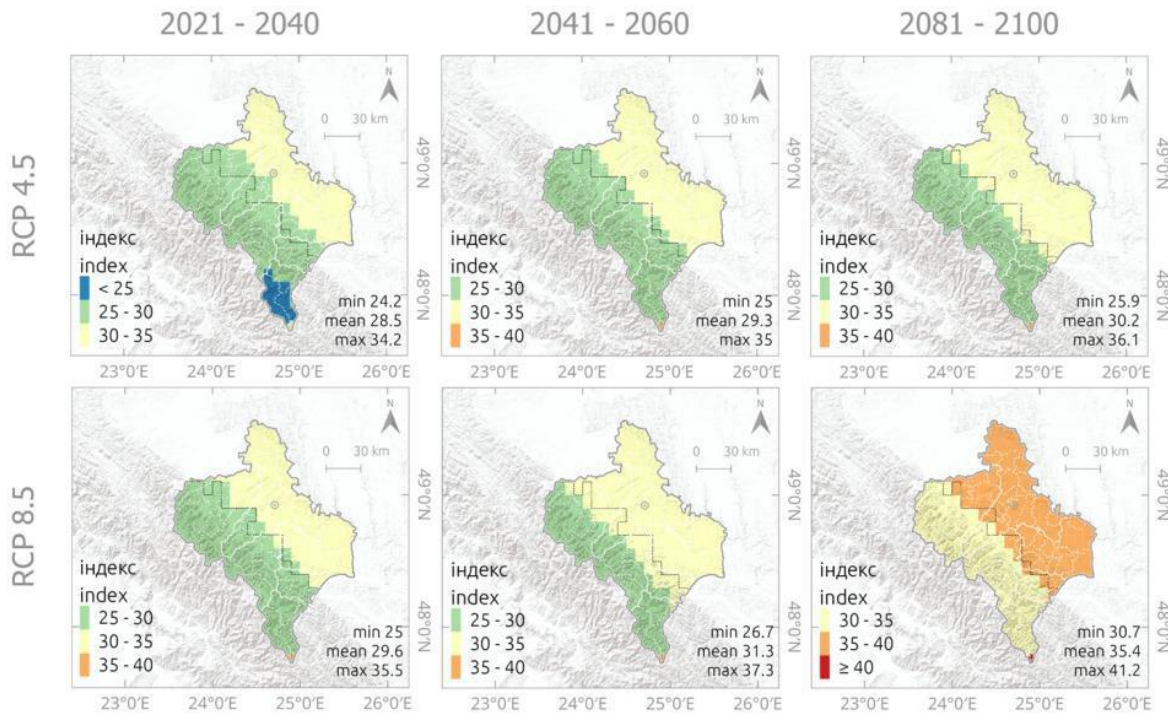 2021 - 2040
2041 - 2060
2081 - 2100
RCP 4.5
N
0 30 km
49°0'N
48°0'N
індекс
index
< 25
25 - 30
30 - 35
min 24.2
mean 28.5
max 34.2
23°0'E 24°0'E 25°0'E 26°0'E
N
0 30 km
49°0'N
48°0'N
індекс
index
25 - 30
30 - 35
35 - 40
min 25
mean 29.3
max 35
23°0'E 24°0'E 25°0'E 26°0'E
N
0 30 km
49°0'N
48°0'N
індекс
index
25 - 30
30 - 35
35 - 40
min 25.9
mean 30.2
max 36.1
23°0'E 24°0'E 25°0'E 26°0'E
RCP 8.5
N
0 30 km
49°0'N
48°0'N
індекс
index
25 - 30
30 - 35
35 - 40
min 25
mean 29.6
max 35.5
23°0'E 24°0'E 25°0'E 26°0'E
N
0 30 km
49°0'N
48°0'N
індекс
index
25 - 30
30 - 35
35 - 40
min 26.7
mean 31.3
max 37.3
23°0'E 24°0'E 25°0'E 26°0'E
N
0 30 km
49°0'N
48°0'N
індекс
index
30 - 35
35 - 40
≥ 40
min 30.7
mean 35.4
max 41.2
23°0'E 24°0'E 25°0'E 26°0'E